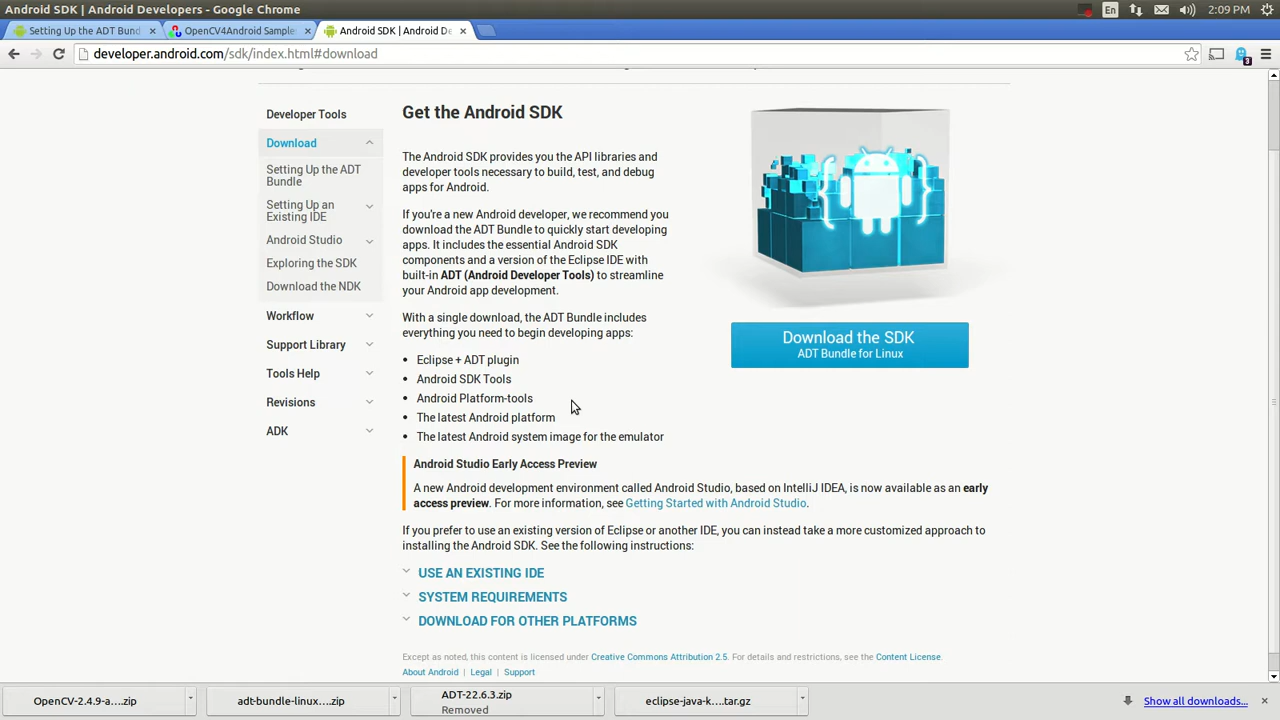 Android SDK | Android Developers - Google Chrome
En
2:09 PM
Setting Up the ADT Bund
OpenCV4Android Sample
Android SDK | Android De
developer.android.com/sdk/index.html#download
3
Developer Tools
Download
Setting Up the ADT
Bundle
Setting Up an
Existing IDE
Android Studio
Exploring the SDK
Download the NDK
Workflow
Support Library
Tools Help
Revisions
ADK
Get the Android SDK
The Android SDK provides you the API libraries and
developer tools necessary to build, test, and debug
apps for Android.
If you're a new Android developer, we recommend you
download the ADT Bundle to quickly start developing
apps. It includes the essential Android SDK
components and a version of the Eclipse IDE with
built-in ADT (Android Developer Tools) to streamline
your Android app development.
With a single download, the ADT Bundle includes
everything you need to begin developing apps:
• Eclipse + ADT plugin
• Android SDK Tools
• Android Platform-tools
• The latest Android platform
• The latest Android system image for the emulator
Download the SDK
ADT Bundle for Linux
Android Studio Early Access Preview
A new Android development environment called Android Studio, based on IntelliJ IDEA, is now available as an early
access preview. For more information, see Getting Started with Android Studio.
If you prefer to use an existing version of Eclipse or another IDE, you can instead take a more customized approach to
installing the Android SDK. See the following instructions:
USE AN EXISTING IDE
SYSTEM REQUIREMENTS
DOWNLOAD FOR OTHER PLATFORMS
Except as noted, this content is licensed under Creative Commons Attribution 2.5. For details and restrictions, see the Content License.
About Android | Legal | Support
OpenCV-2.4.9-a....zip
adt-bundle-linux....zip
ADT-22.6.3.zip
Removed
eclipse-java-k....tar.gz
Show all downloads...